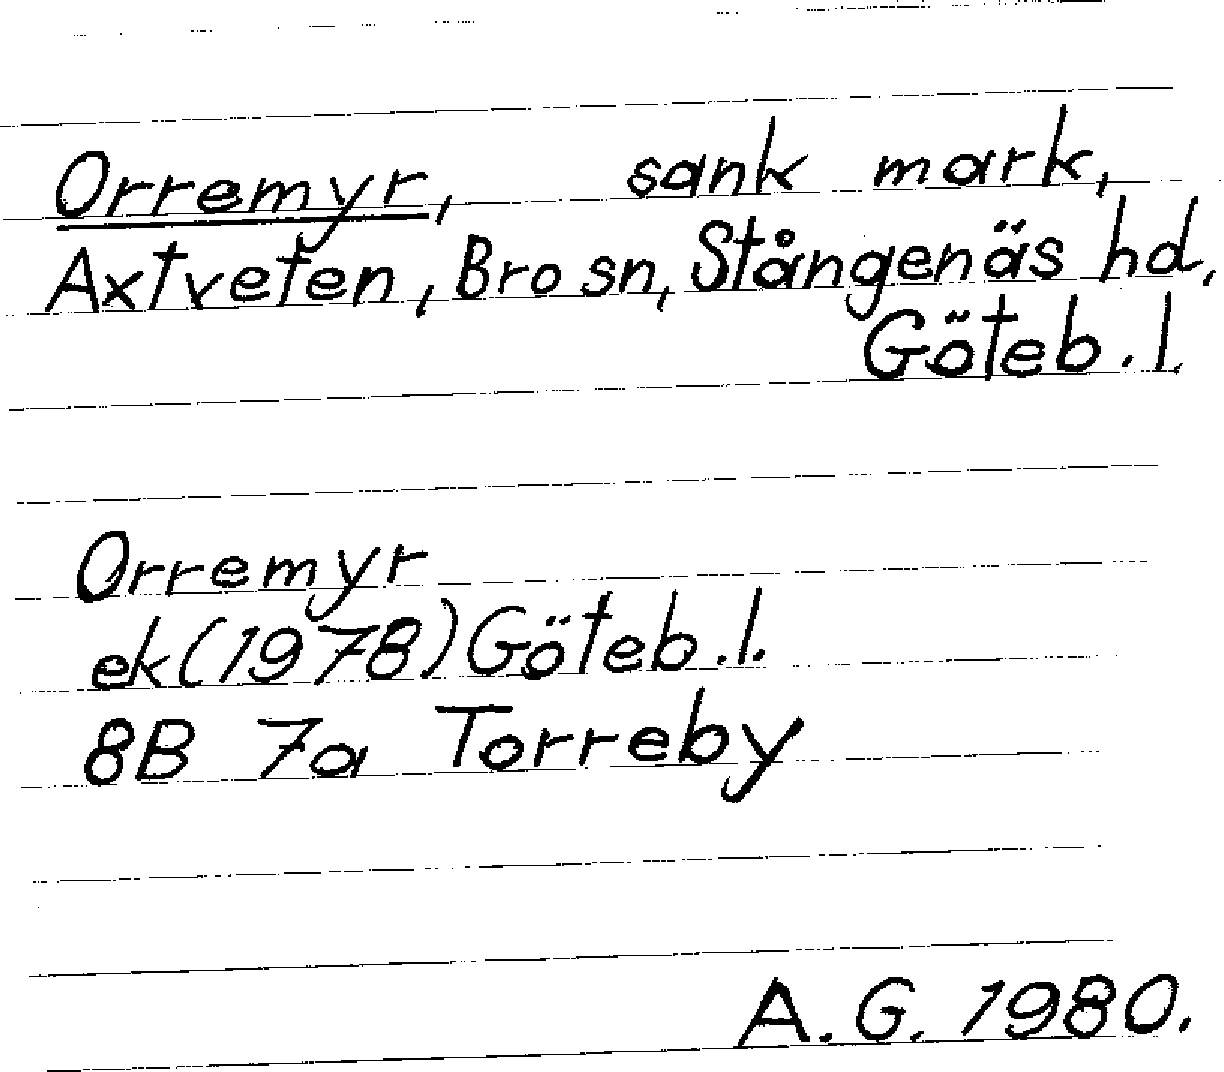 Orremyr, sank mark,
Axtveten, Bro sn, Stångenäs hd,
Göteb. l.
Orremyr
ek (1978) Göteb. l.
8B 7a Torreby
A. G. 1980.